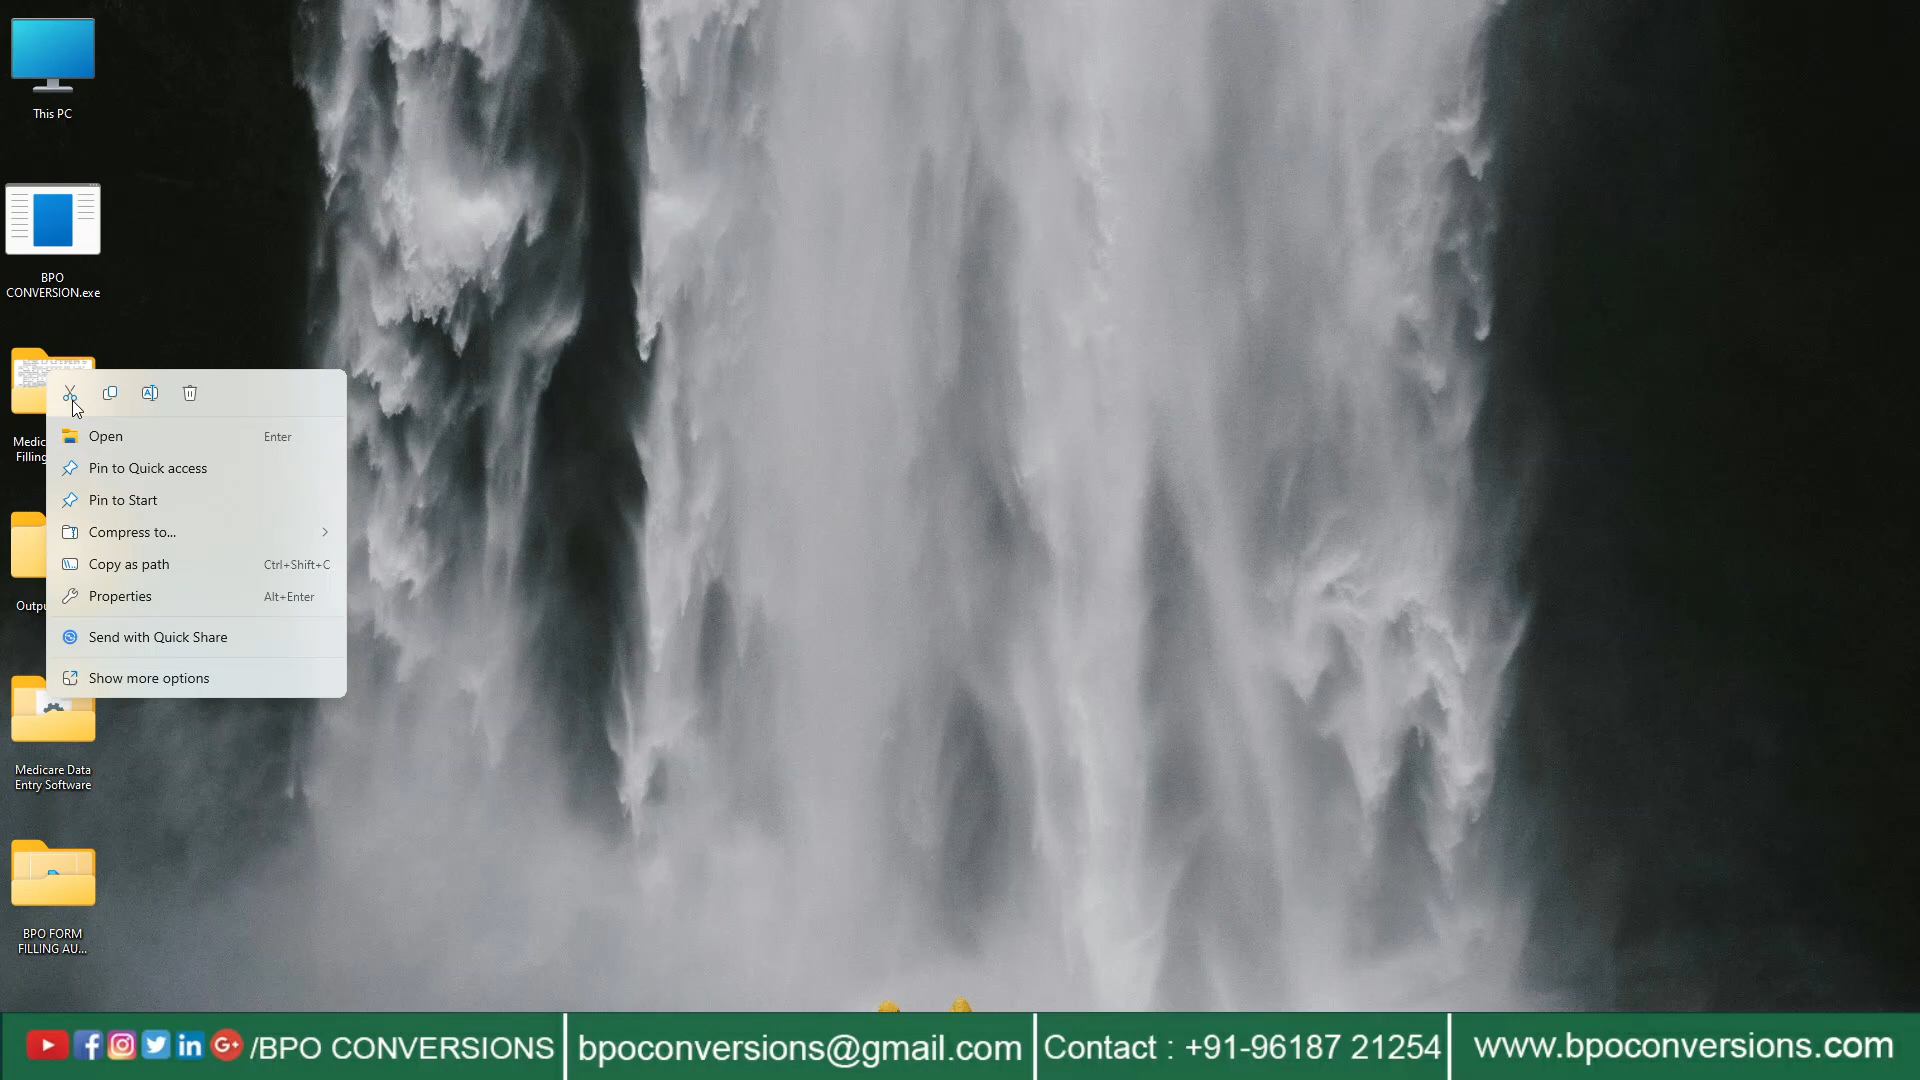 This PC
BPO
CONVERSION.exe
Medic
Filling
Open Enter
Pin to Quick access
Pin to Start
Compress to...
Copy as path Ctrl+Shift+C
Properties Alt+Enter
Send with Quick Share
Show more options
Outpu
Medicare Data
Entry Software
BPO FORM
FILLING AU...
/BPO CONVERSIONS
bpoconversions@gmail.com
Contact : +91-96187 21254
www.bpoconversions.com